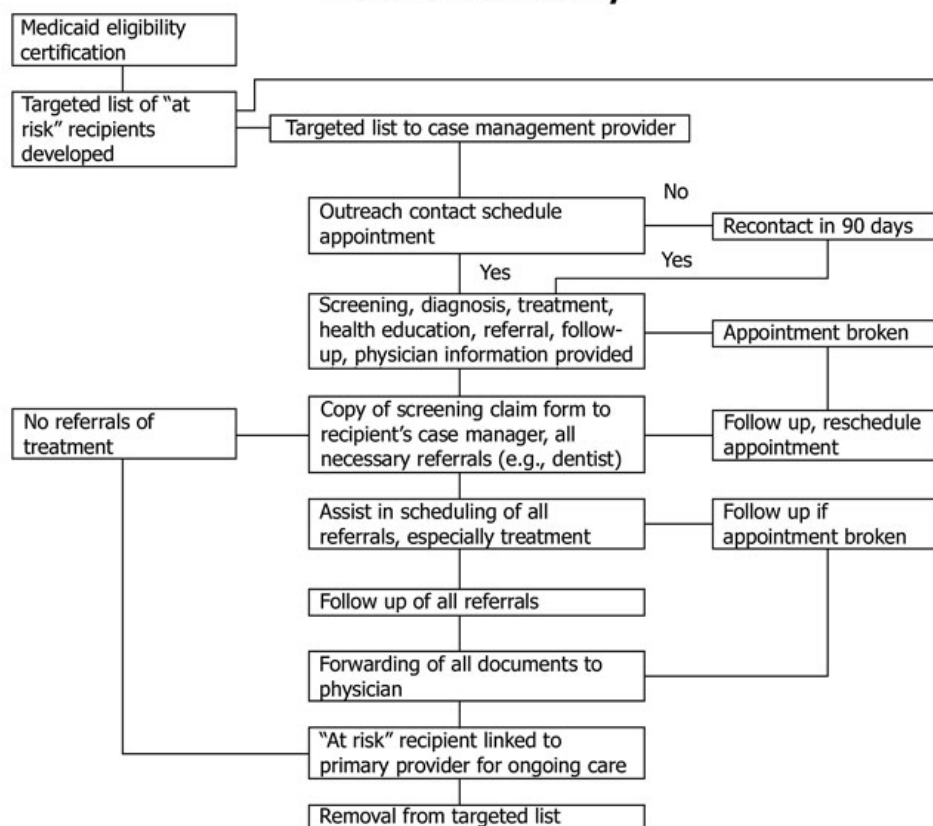 Medicaid eligibility
certification
Targeted list of “at
risk” recipients
developed
Targeted list to case management provider
No
Outreach contact schedule
appointment
Recontact in 90 days
Yes
Yes
Screening, diagnosis, treatment,
health education, referral, follow-
up, physician information provided
Appointment broken
No referrals of
treatment
Copy of screening claim form to
recipient’s case manager, all
necessary referrals (e.g., dentist)
Follow up, reschedule
appointment
Assist in scheduling of all
referrals, especially treatment
Follow up if
appointment broken
Follow up of all referrals
Forwarding of all documents to
physician
“At risk” recipient linked to
primary provider for ongoing care
Removal from targeted list